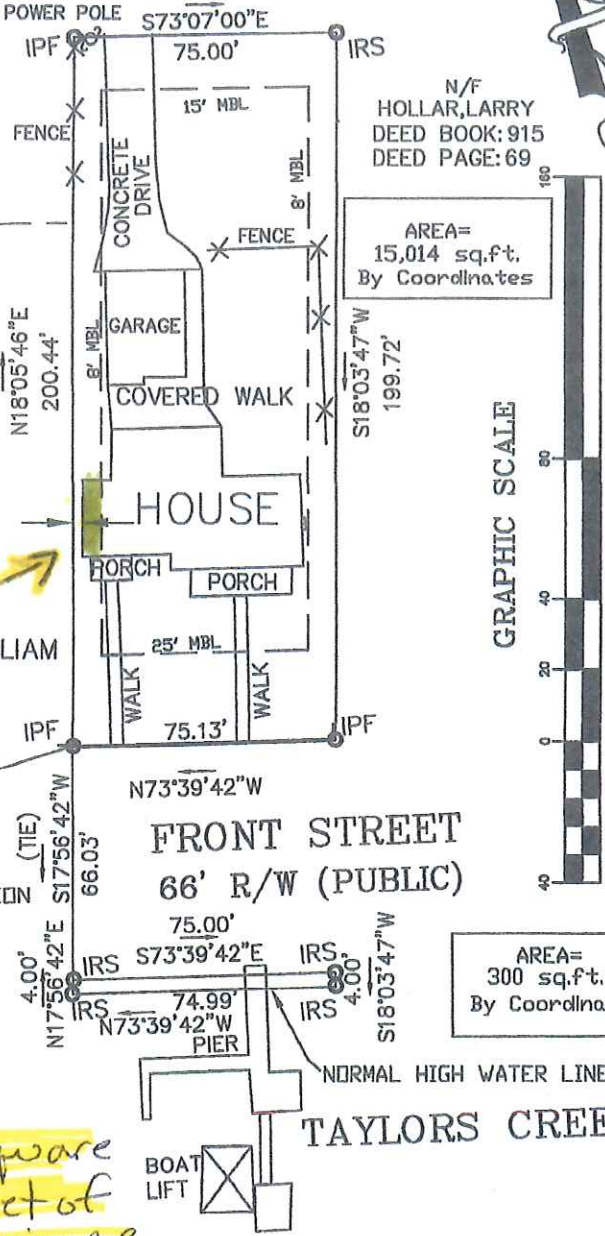 POWER POLE
S73°07'00"E
IPF
75.00'
IRS
N/F
HOLLAR,LARRY
DEED BOOK:915
DEED PAGE:69
15' MBL
FENCE
CONCRETE
DRIVE
8' MBL
160
AREA=
15,014 sq.ft.
By Coordinates
FENCE
N18°05'46"E
200.44'
8' MBL
GARAGE
S18°03'47"W
199.72'
COVERED WALK
GRAPHIC SCALE
80
HOUSE
PORCH
PORCH
40
LIAM
25' MBL
WALK
WALK
20
IPF
75.13'
IPF
0
N73°39'42"W
(TIE)
S17°56'42"W
66.03'
FRONT STREET
66' R/W (PUBLIC)
40
ION
75.00'
S73°39'42"E
IRS
IRS
4.00'
N17°56'42"E
4.00'
S18°03'47"W
IRS
74.99'
IRS
N73°39'42"W
AREA=
300 sq.ft.
By Coordina
PIER
NORMAL HIGH WATER LINE
TAYLORS CREE
BOAT
LIFT
quare
et of